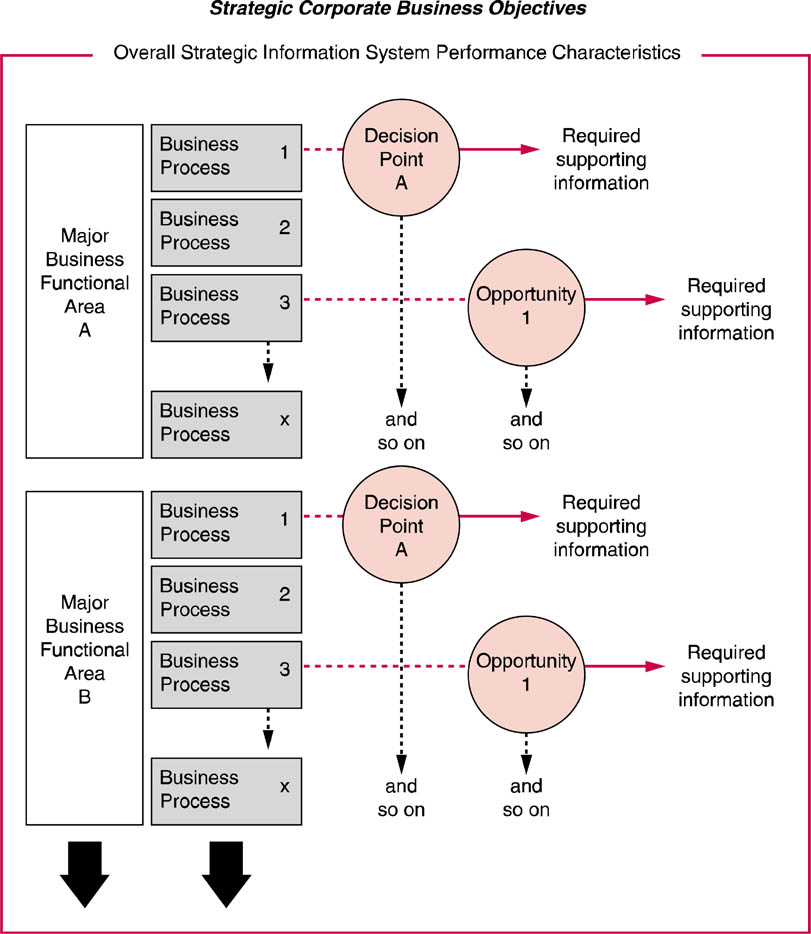 Strategic Corporate Business Objectives
Overall Strategic Information System Performance Characteristics
Major
Business
Functional
Area
A
Business
Process
1
Business
Process
2
Business
Process
3
Business
Process
x
Decision
Point
A
Required
supporting
information
Opportunity
1
Required
supporting
information
and
so on
and
so on
Major
Business
Functional
Area
B
Business
Process
1
Business
Process
2
Business
Process
3
Business
Process
x
Decision
Point
A
Required
supporting
information
Opportunity
1
Required
supporting
information
and
so on
and
so on